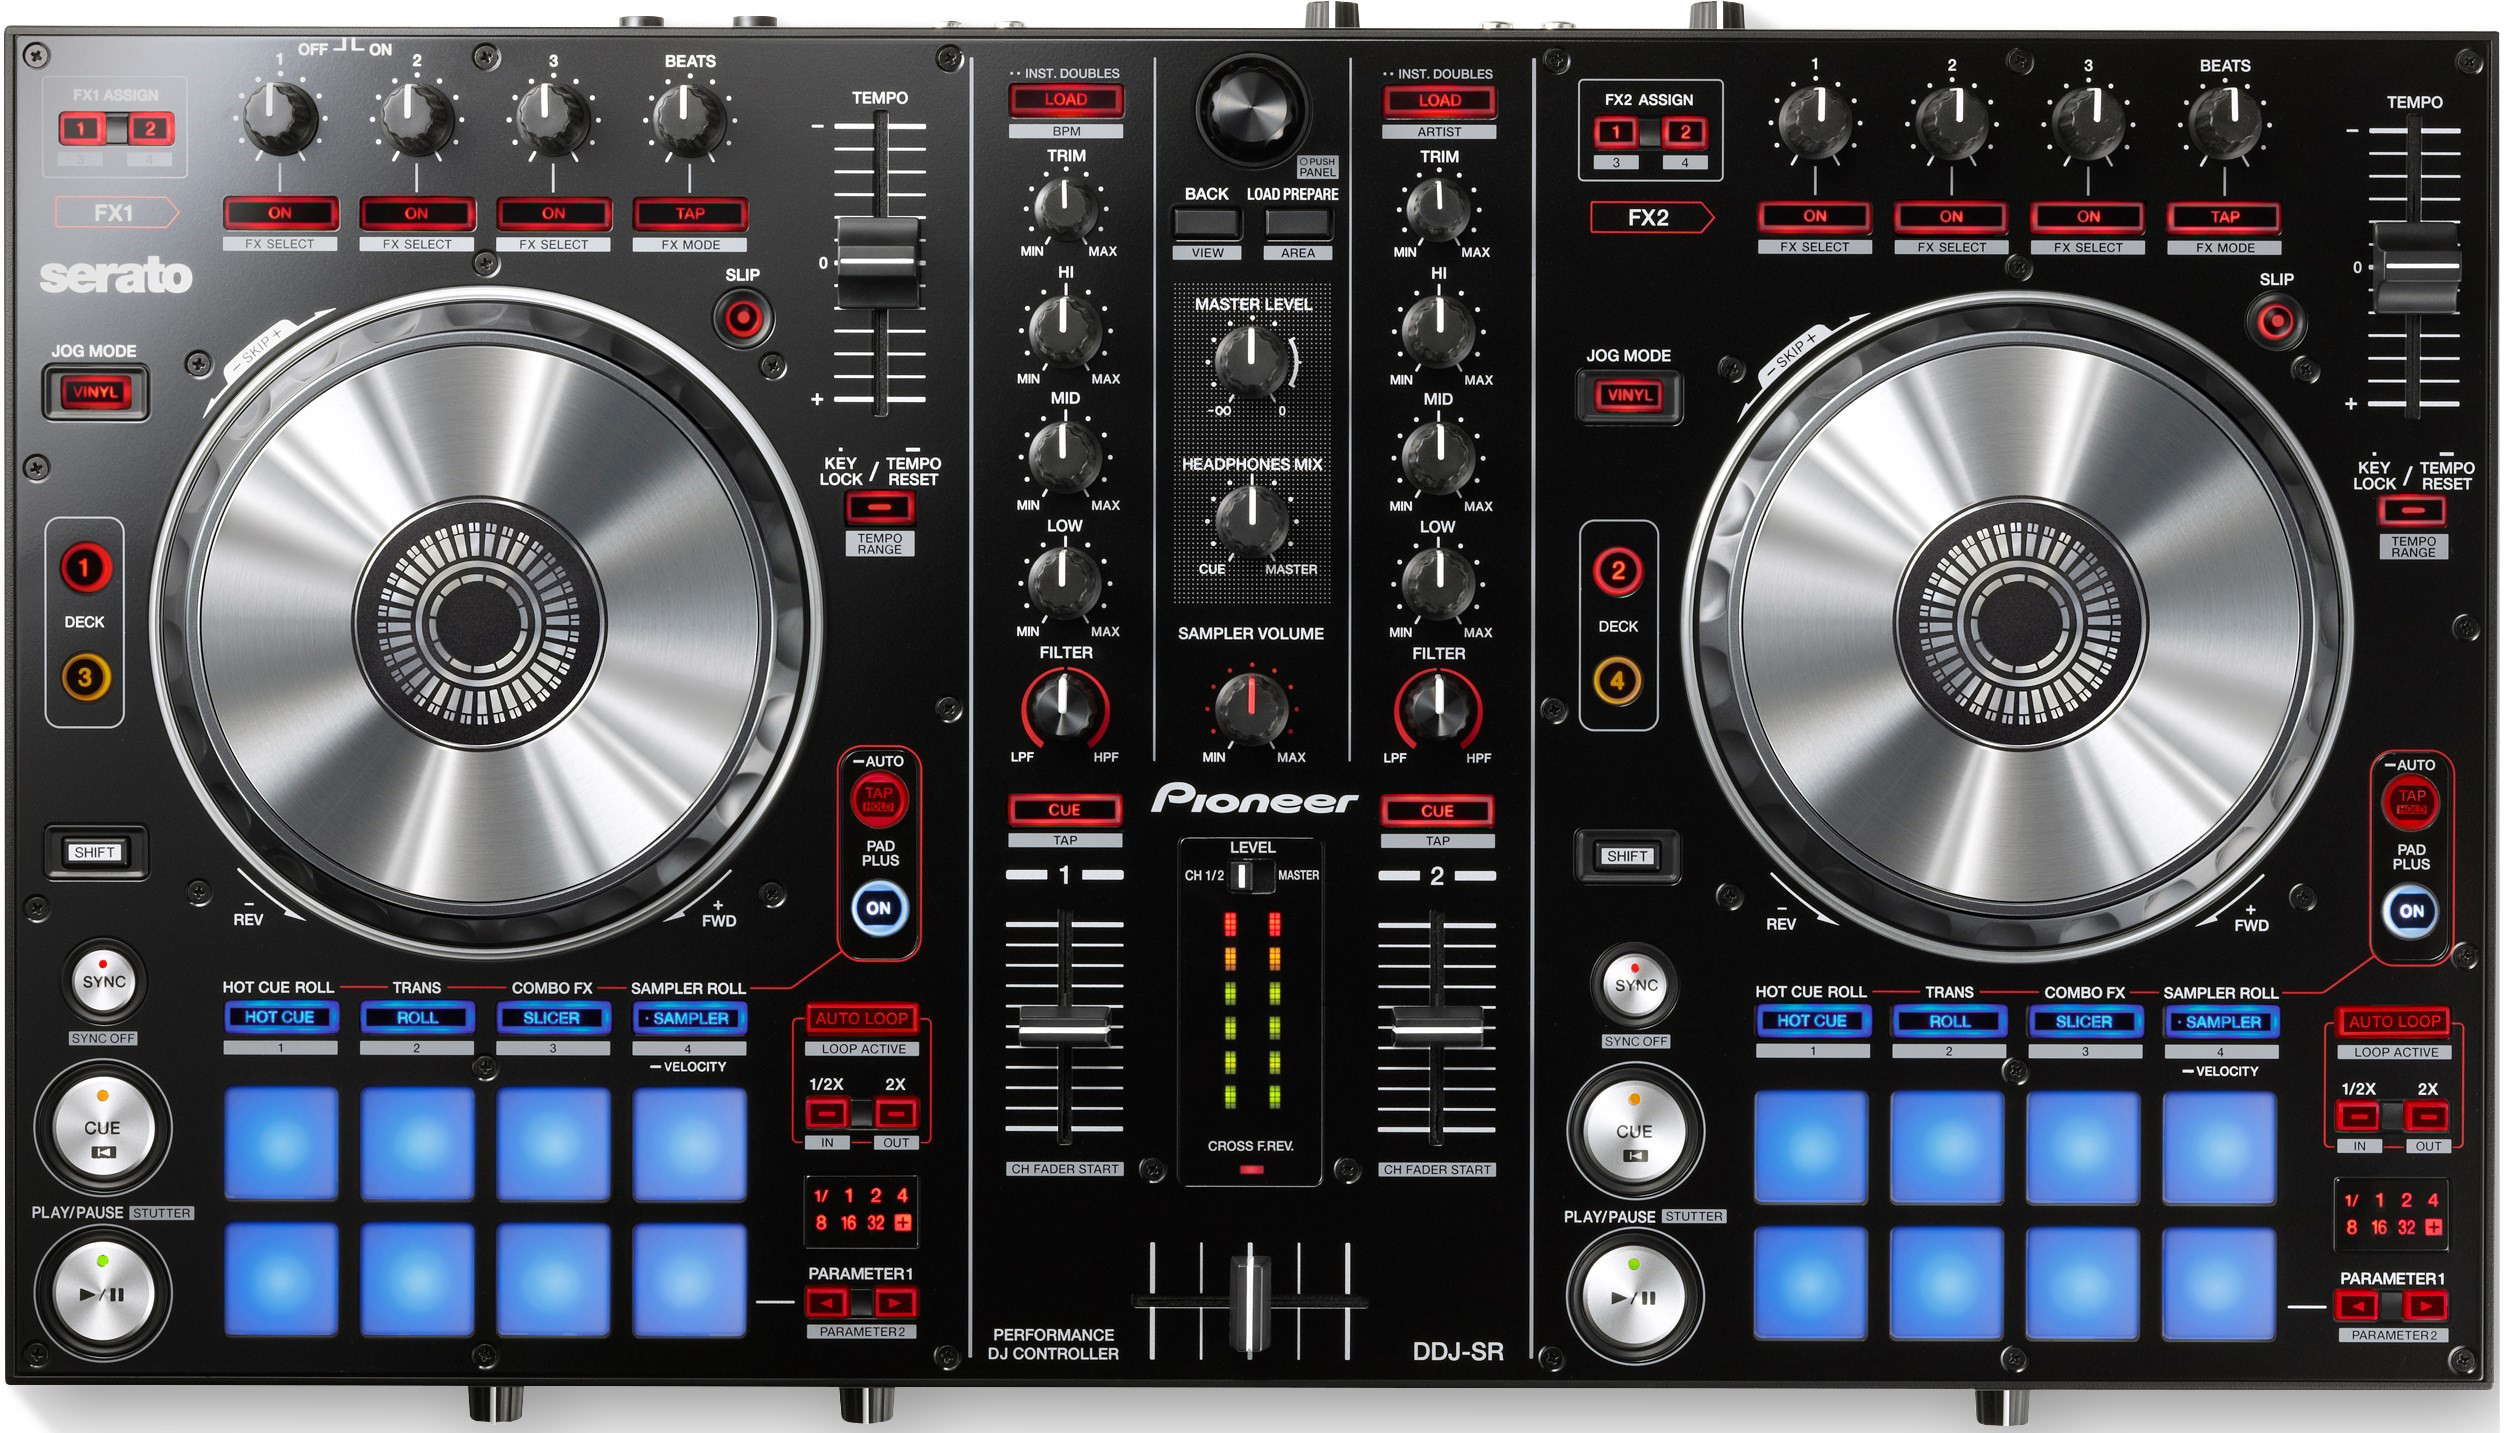 OFF ON
1 2 3 BEATS
FX1 ASSIGN
1 2
3 4
FX1
ON ON ON TAP
FX SELECT FX SELECT FX SELECT FX MODE
serato
TEMPO
−
0
+
SLIP
− SKIP +
JOG MODE
VINYL
KEY LOCK / TEMPO RESET
TEMPO
RANGE
1
DECK
3
− AUTO
TAP
HOLD
PAD
PLUS
ON
SHIFT
− REV
+ FWD
SYNC
SYNC OFF
HOT CUE ROLL TRANS COMBO FX SAMPLER ROLL
HOT CUE ROLL SLICER · SAMPLER
1 2 3 4
− VELOCITY
CUE
AUTO LOOP
LOOP ACTIVE
1/2X 2X
IN OUT
PLAY/PAUSE STUTTER
1/ 1 2 4
8 16 32 +
PARAMETER1
PARAMETER2
INST. DOUBLES
LOAD
BPM
TRIM
MIN MAX
HI
MIN MAX
MID
MIN MAX
LOW
MIN MAX
FILTER
LPF HPF
CUE
TAP
1
CH FADER START
PERFORMANCE
DJ CONTROLLER
PUSH
PANEL
BACK LOAD PREPARE
VIEW AREA
MASTER LEVEL
-∞ 0
HEADPHONES MIX
CUE MASTER
SAMPLER VOLUME
MIN MAX
Pioneer
LEVEL
CH 1/2 MASTER
CROSS F.REV.
INST. DOUBLES
LOAD
ARTIST
TRIM
MIN MAX
HI
MIN MAX
MID
MIN MAX
LOW
MIN MAX
FILTER
LPF HPF
CUE
TAP
2
CH FADER START
DDJ-SR
1 2 3 BEATS
FX2 ASSIGN
1 2
3 4
FX2
ON ON ON TAP
FX SELECT FX SELECT FX SELECT FX MODE
TEMPO
−
0
+
SLIP
− SKIP +
JOG MODE
VINYL
KEY LOCK / TEMPO RESET
TEMPO
RANGE
2
DECK
4
− AUTO
TAP
HOLD
PAD
PLUS
ON
SHIFT
− REV
+ FWD
SYNC
SYNC OFF
HOT CUE ROLL TRANS COMBO FX SAMPLER ROLL
HOT CUE ROLL SLICER · SAMPLER
1 2 3 4
− VELOCITY
CUE
AUTO LOOP
LOOP ACTIVE
1/2X 2X
IN OUT
PLAY/PAUSE STUTTER
1/ 1 2 4
8 16 32 +
PARAMETER1
PARAMETER2